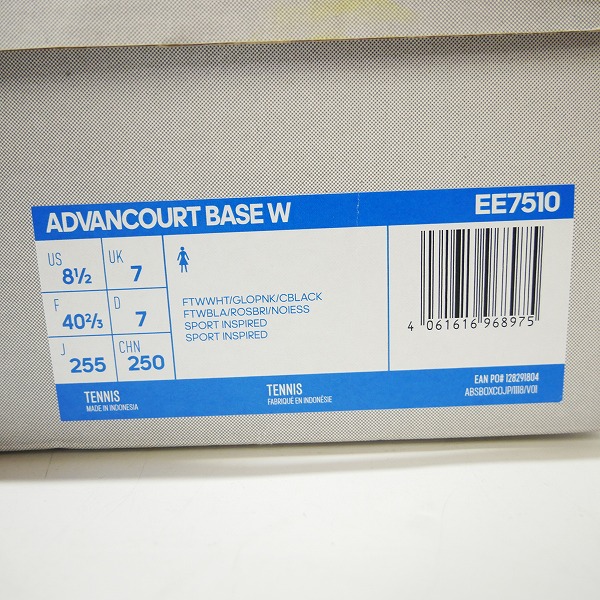 ADVANCOURT BASE W EE7510
US 8½ UK 7
F 40⅔ D 7
J 255 CHN 250
FTWWHT/GLOPNK/CBLACK
FTWBLA/ROSBRI/NOIESS
SPORT INSPIRED
SPORT INSPIRED
4 061616 968975
TENNIS
MADE IN INDONESIA
TENNIS
FABRIQUÉ EN INDONÉSIE
EAN PO# 128291804
ABSBOXCOJP/1118/V01